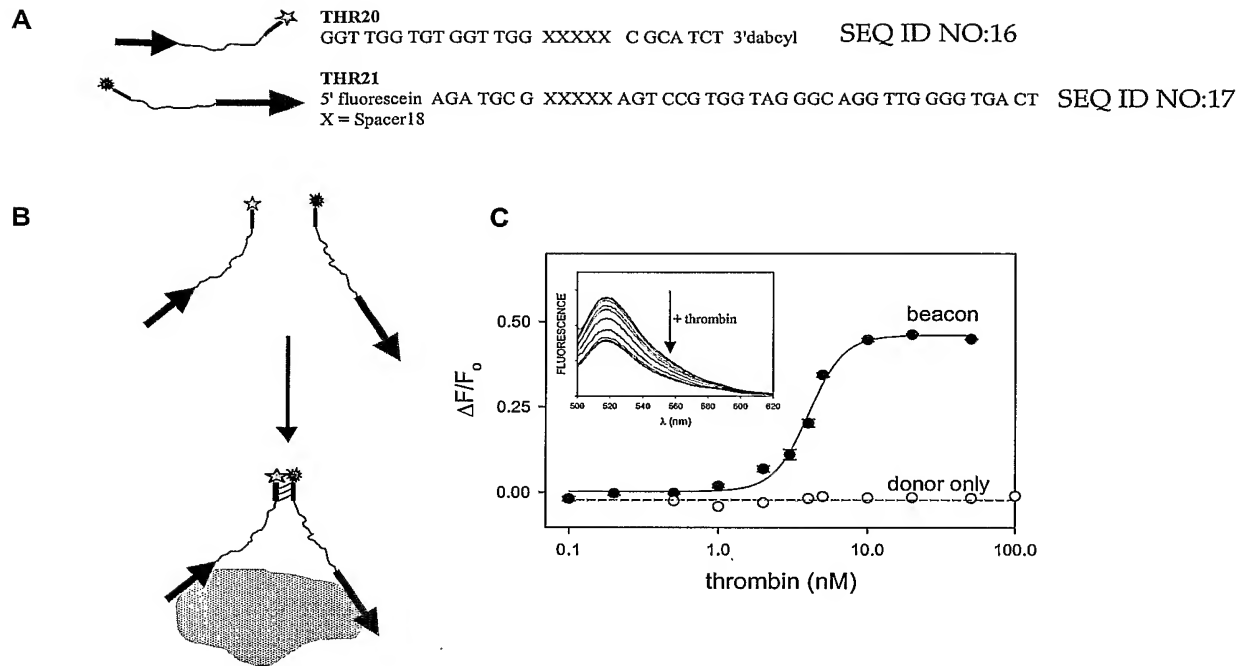 A
THR20
GGT TGG TGT GGT TGG XXXXX C GCA TCT 3'dabcyl SEQ ID NO:16
THR21
5' fluorescein AGA TGC G XXXXX AGT CCG TGG TAG GGC AGG TTG GGG TGA CT SEQ ID NO:17
X = Spacer18
B
C
beacon
donor only
ΔF/Fo
0.50
0.25
0.00
0.1 1.0 10.0 100.0
thrombin (nM)
FLUORESCENCE
+ thrombin
500 520 540 560 580 600 620
λ (nm)